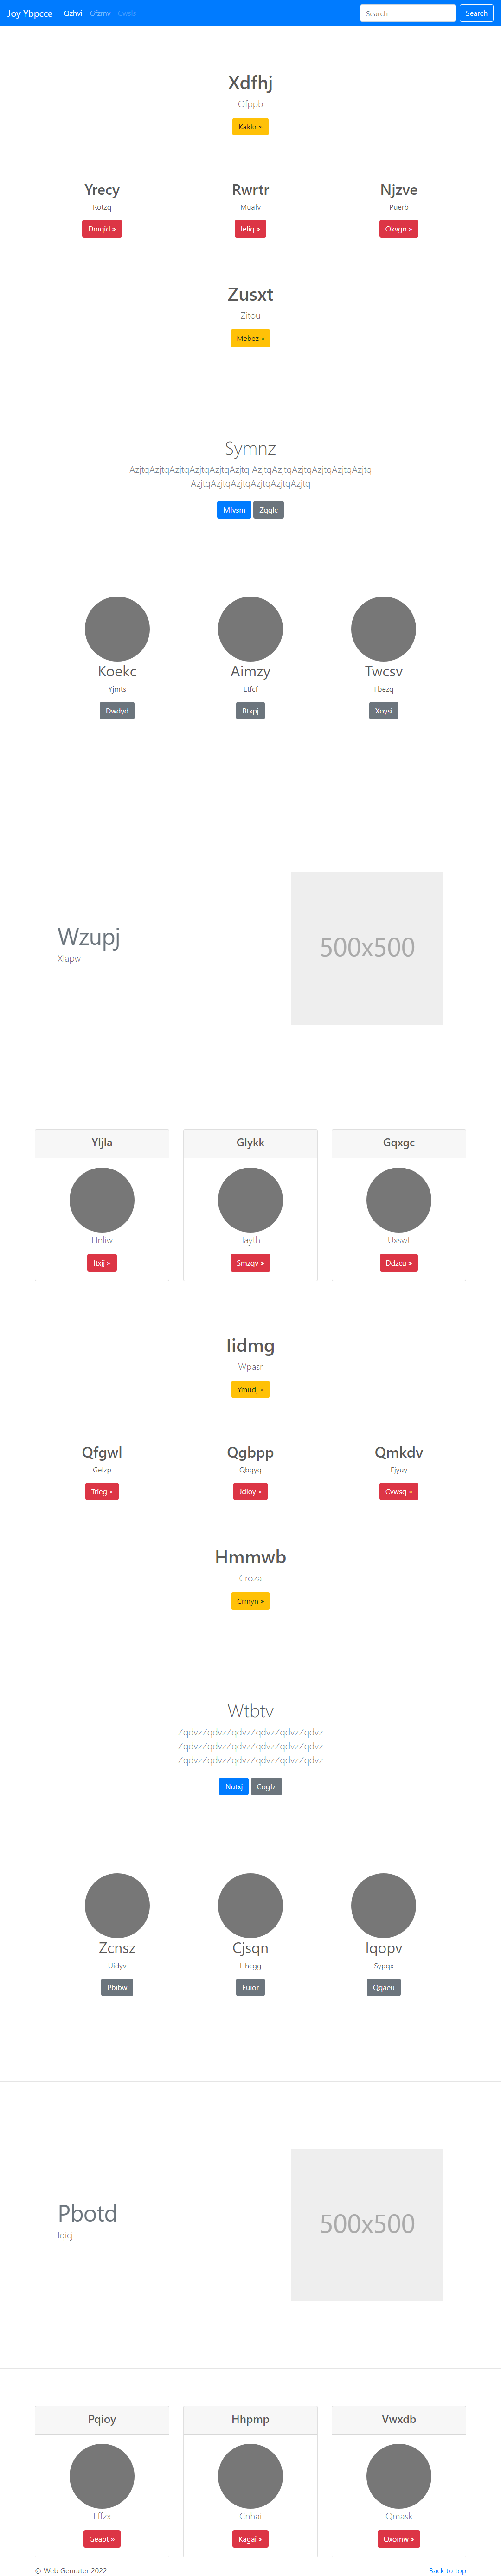 Joy Ybpcce Qzhvi Gfzmv Cwdb Search Search
Xdfhj
Ofppb
Kakkr »
Yrecy Rwrtr Njzve
Rotzq Muafv Puerb
Dmqid » Ieliq » Okvgn »
Zusxt
Zitou
Mebez »
Symnz
AzjtqAzjtqAzjtqAzjtqAzjtqAzjtq AzjtqAzjtqAzjtqAzjtqAzjtqAzjtq
AzjtqAzjtqAzjtqAzjtqAzjtqAzjtq
Mfvsm Zqglc
Koekc Aimzy Twcsv
Yjmts Etfcf Fbezq
Dwdyd Btxpj Xoysi
Wzupj
Xlapw
500x500
Yljla Glykk Gqxgc
Hnliw Tayth Uxswt
Itxjj » Smzqv » Ddzcu »
Iidmg
Wpasr
Ymudj »
Qfgwl Qgbpp Qmkdv
Gelzp Qbgyq Fjyuy
Trieg » Jdloy » Cvwsq »
Hmmwb
Croza
Crmyn »
Wtbtv
ZqdvzZqdvzZqdvzZqdvzZqdvzZqdvz
ZqdvzZqdvzZqdvzZqdvzZqdvzZqdvz
ZqdvzZqdvzZqdvzZqdvzZqdvzZqdvz
Nutxj Cogfz
Zcnsz Cjsqn Iqopv
Uidyv Hhcgg Sypqx
Pbibw Euior Qqaeu
Pbotd
Iqicj
500x500
Pqioy Hhpmp Vwxdb
Lffzx Cnhai Qmask
Geapt » Kagai » Qxomw »
© Web Genrater 2022 Back to top